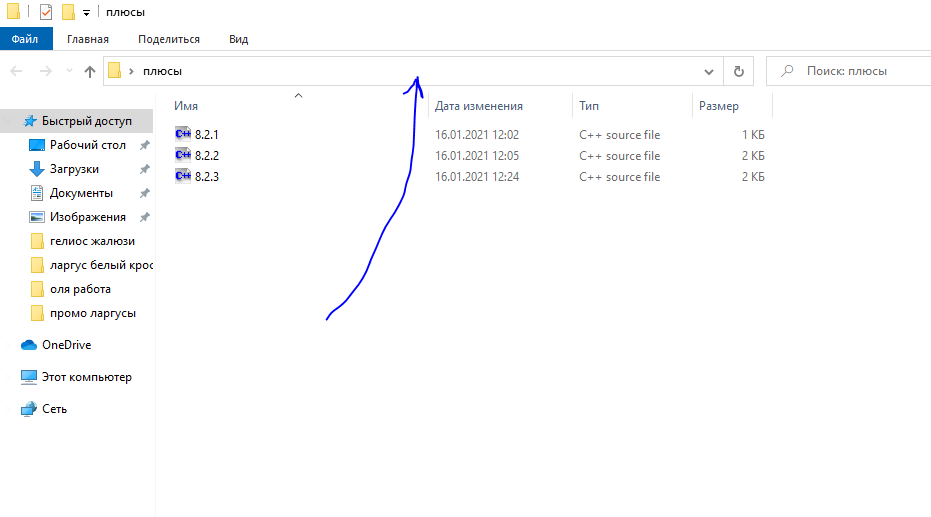 плюсы
Файл Главная Поделиться Вид
плюсы Поиск: плюсы
Имя Дата изменения Тип Размер
8.2.1 16.01.2021 12:02 C++ source file 1 КБ
8.2.2 16.01.2021 12:05 C++ source file 2 КБ
8.2.3 16.01.2021 12:24 C++ source file 2 КБ
Быстрый доступ
Рабочий стол
Загрузки
Документы
Изображения
гелиос жалюзи
ларгус белый крос
оля работа
промо ларгусы
OneDrive
Этот компьютер
Сеть